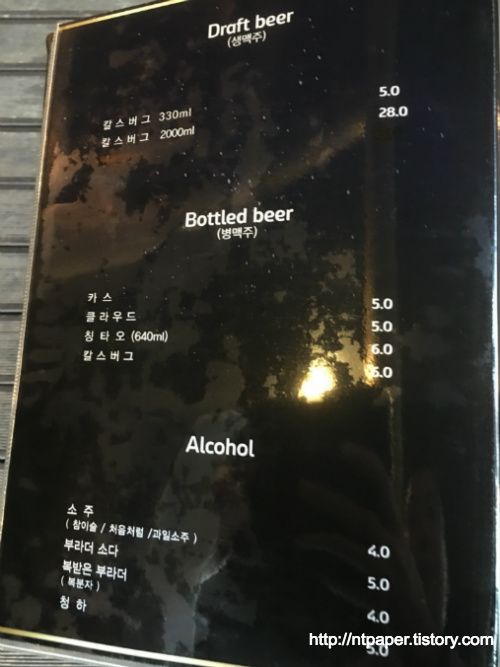 Draft beer
(생맥주)
칼스버그 330ml 5.0
칼스버그 2000ml 28.0
Bottled beer
(병맥주)
카스 5.0
클라우드 5.0
칭타오 (640ml) 6.0
칼스버그 6.0
Alcohol
소주 4.0
( 참이슬 / 처음처럼 /과일소주 )
부라더 소다 5.0
복받은 부라더 4.0
( 복분자 )
청하 5.0
http://ntpaper.tistory.com